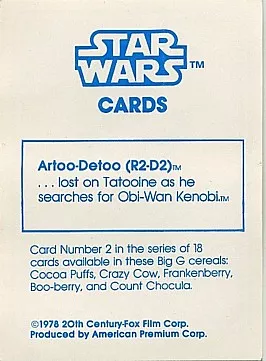 STAR
WARS™
CARDS
Artoo-Detoo (R2-D2)™
. . . lost on Tatooine as he
searches for Obi-Wan Kenobi.™
Card Number 2 in the series of 18
cards available in these Big G cereals:
Cocoa Puffs, Crazy Cow, Frankenberry,
Boo-berry, and Count Chocula.
©1978 20th Century-Fox Film Corp.
Produced by American Premium Corp.